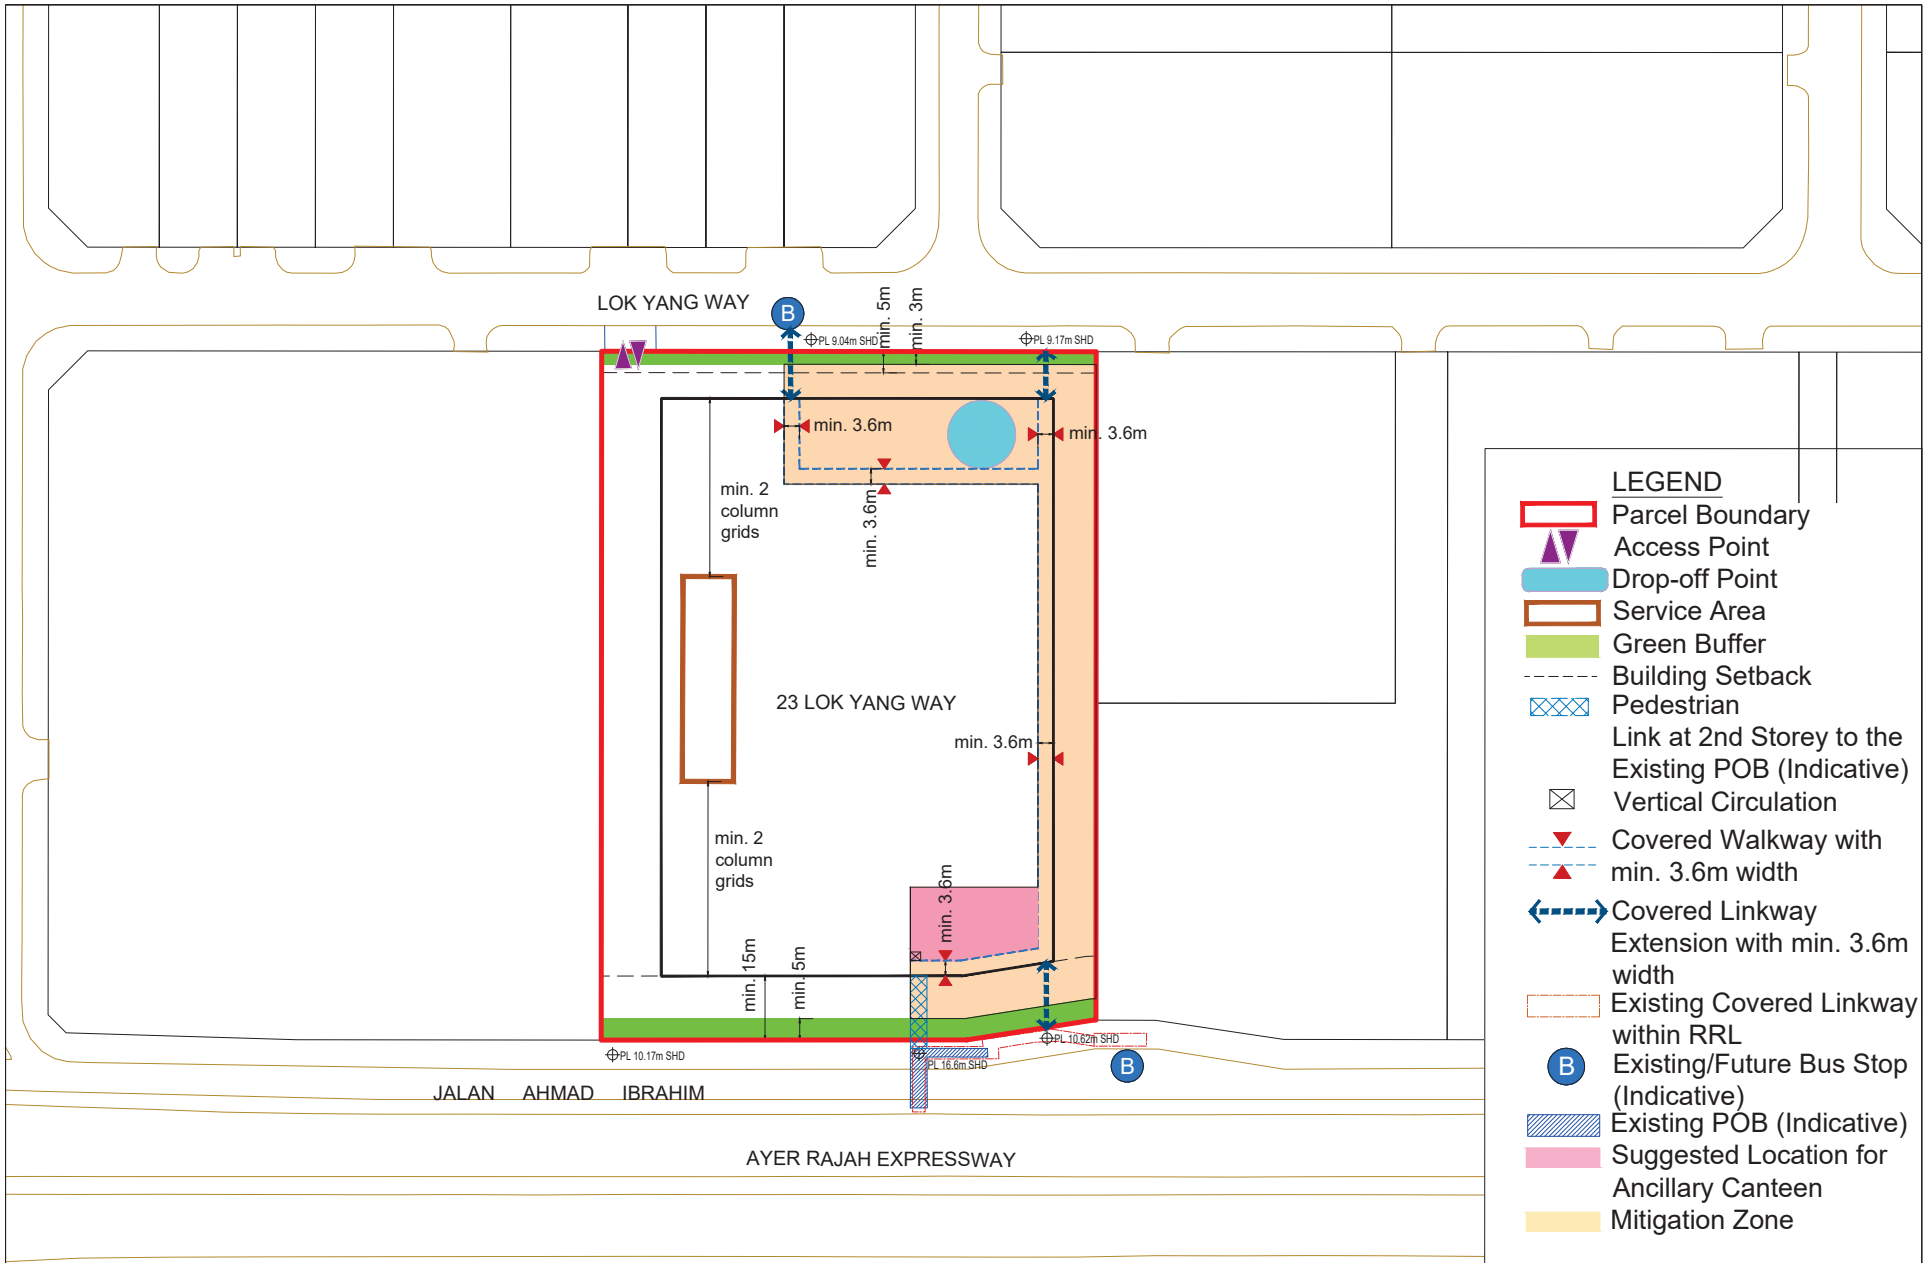 LOK YANG WAY
B
min. 5m
min. 3m
PL 9.04m SHD
PL 9.17m SHD
min. 3.6m
min. 3.6m
min. 3.6m
min. 2
column
grids
23 LOK YANG WAY
min. 3.6m
min. 2
column
grids
min. 3.6m
min. 15m
min. 5m
PL 10.17m SHD
PL 16.6m SHD
PL 10.62m SHD
B
JALAN AHMAD IBRAHIM
AYER RAJAH EXPRESSWAY
LEGEND
Parcel Boundary
Access Point
Drop-off Point
Service Area
Green Buffer
Building Setback
Pedestrian
Link at 2nd Storey to the
Existing POB (Indicative)
Vertical Circulation
Covered Walkway with
min. 3.6m width
Covered Linkway
Extension with min. 3.6m
width
Existing Covered Linkway
within RRL
B
Existing/Future Bus Stop
(Indicative)
Existing POB (Indicative)
Suggested Location for
Ancillary Canteen
Mitigation Zone